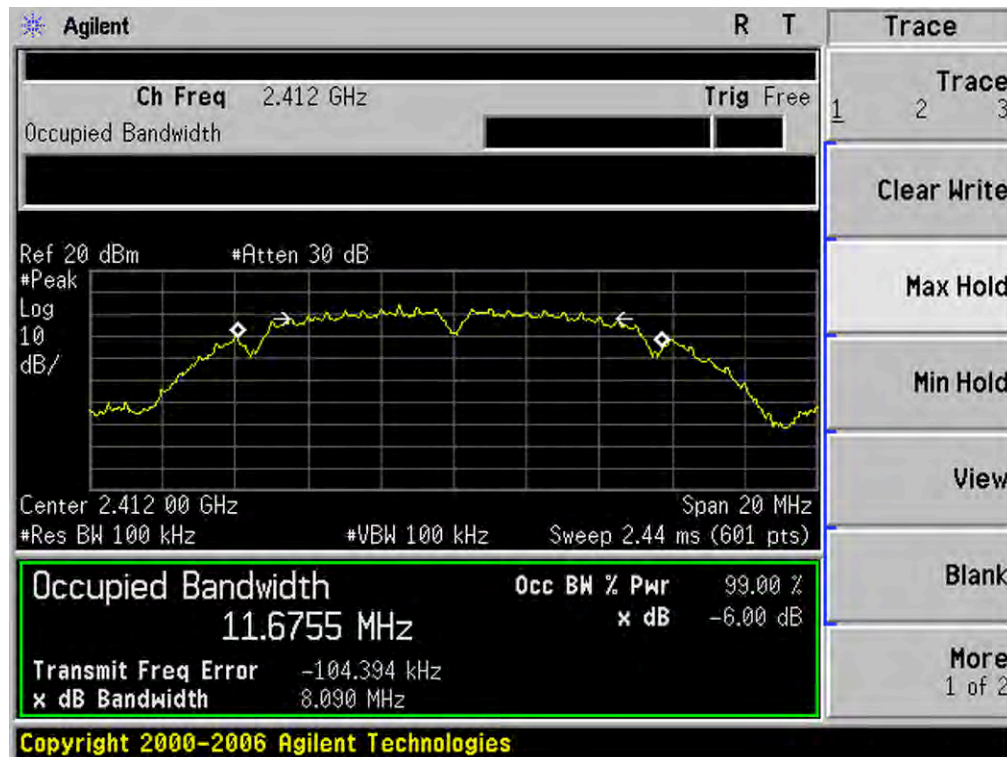 Agilent R T Trace
Ch Freq 2.412 GHz Trig Free
Occupied Bandwidth
Trace
1 2 3
Clear Write
Max Hold
Min Hold
View
Blank
More
1 of 2
Ref 20 dBm #Atten 30 dB
#Peak
Log
10
dB/
Center 2.412 00 GHz Span 20 MHz
#Res BW 100 kHz #VBW 100 kHz Sweep 2.44 ms (601 pts)
Occupied Bandwidth Occ BW % Pwr 99.00 %
11.6755 MHz x dB -6.00 dB
Transmit Freq Error -104.394 kHz
x dB Bandwidth 8.090 MHz
Copyright 2000-2006 Agilent Technologies